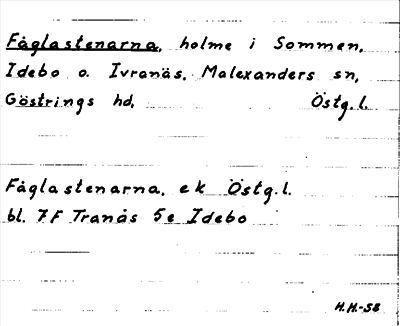 Fåglastenarna, holme i Sommen,
Idebo o. Ivranäs, Malexanders sn,
Göstrings hd, Östg.l.
Fåglastenarna, ek Östg.l.
bl. 7F Tranås 5e Idebo
H.H.-58